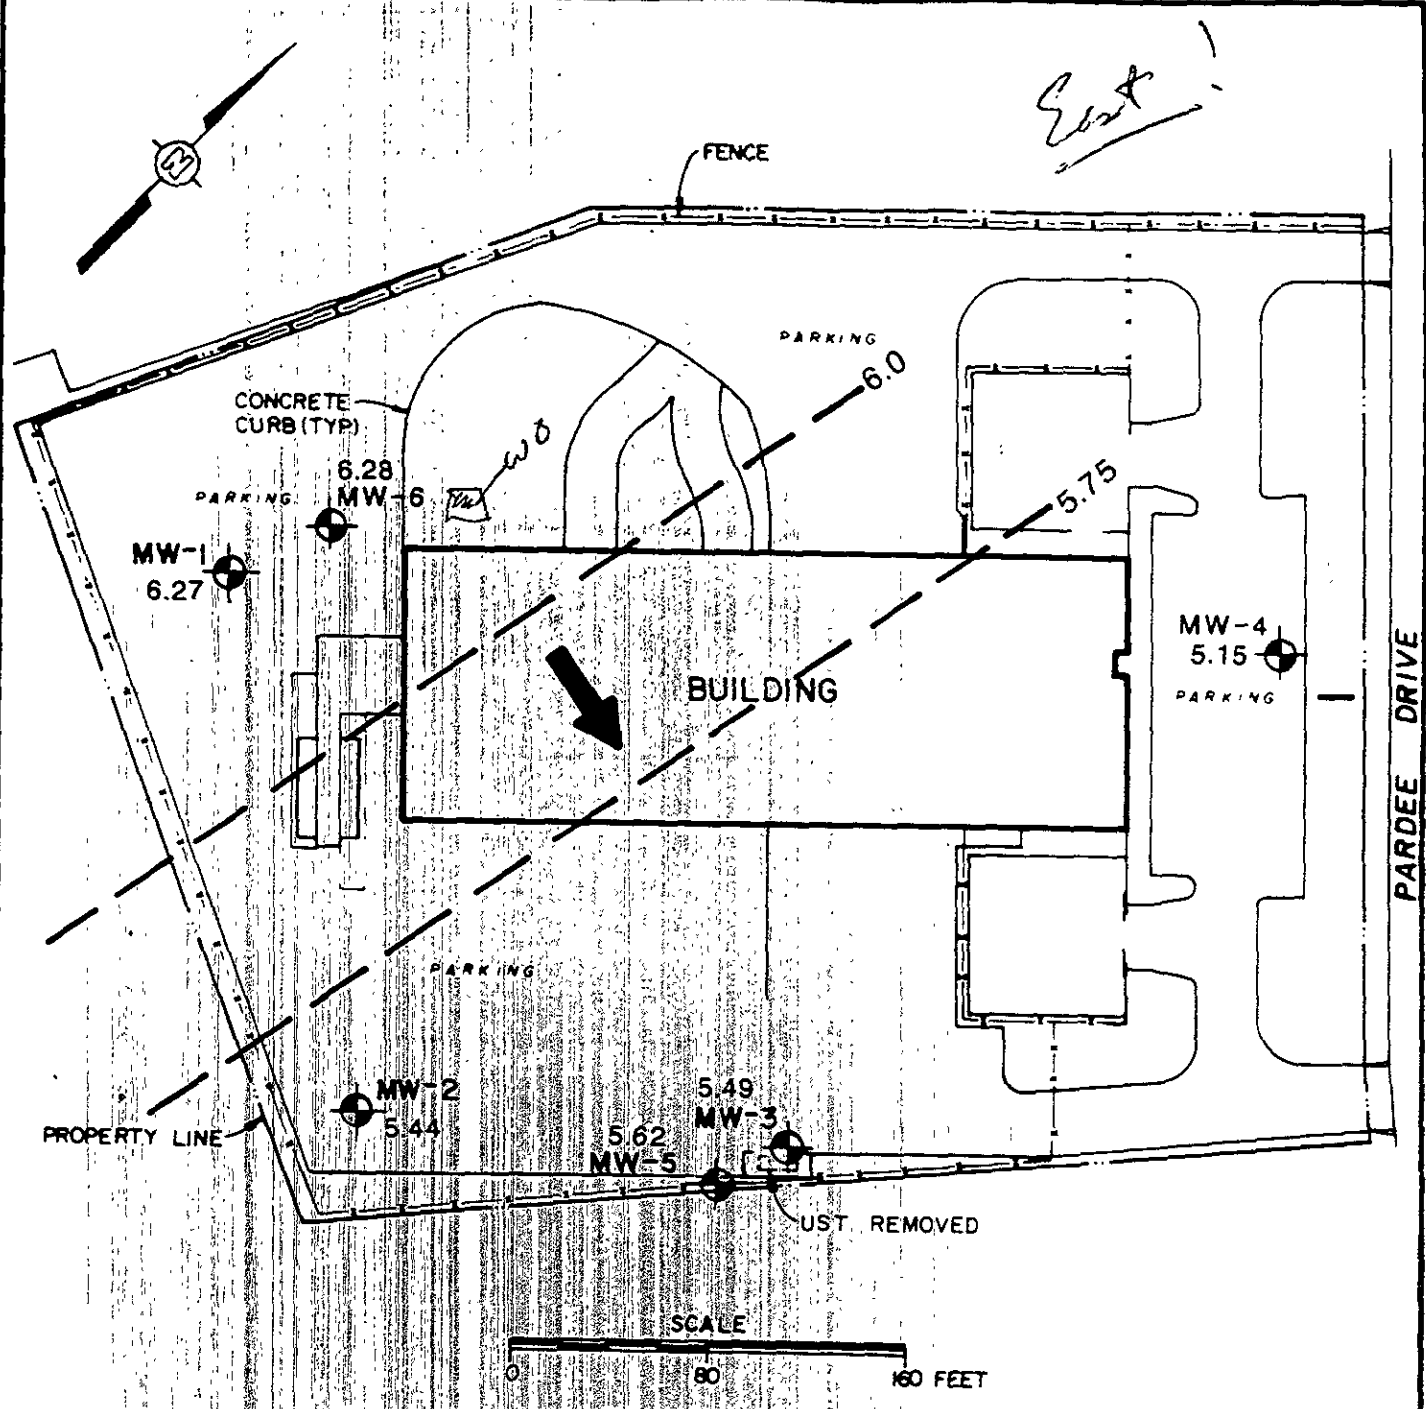 East
FENCE
PARKING
6.0
CONCRETE
CURB (TYP)
6.28
PARKING
MW-6
5.75
MW-1
6.27
MW-4
5.15
BUILDING
PARKING
PARDEE DRIVE
PARKING
MW-2
5.44
5.49
MW-3
PROPERTY LINE
5.62
MW-5
UST REMOVED
SCALE
0
80
160 FEET